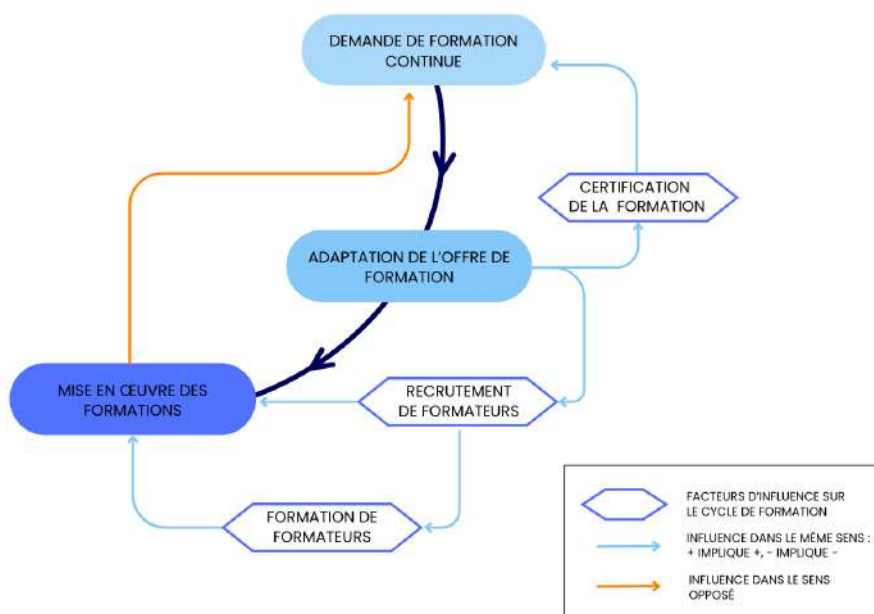 DEMANDE DE FORMATION
CONTINUE
CERTIFICATION
DE LA FORMATION
ADAPTATION DE L'OFFRE DE
FORMATION
MISE EN ŒUVRE DES
FORMATIONS
RECRUTEMENT
DE FORMATEURS
FORMATION DE
FORMATEURS
FACTEURS D'INFLUENCE SUR
LE CYCLE DE FORMATION
INFLUENCE DANS LE MÊME SENS :
+ IMPLIQUE +, - IMPLIQUE -
INFLUENCE DANS LE SENS
OPPOSÉ